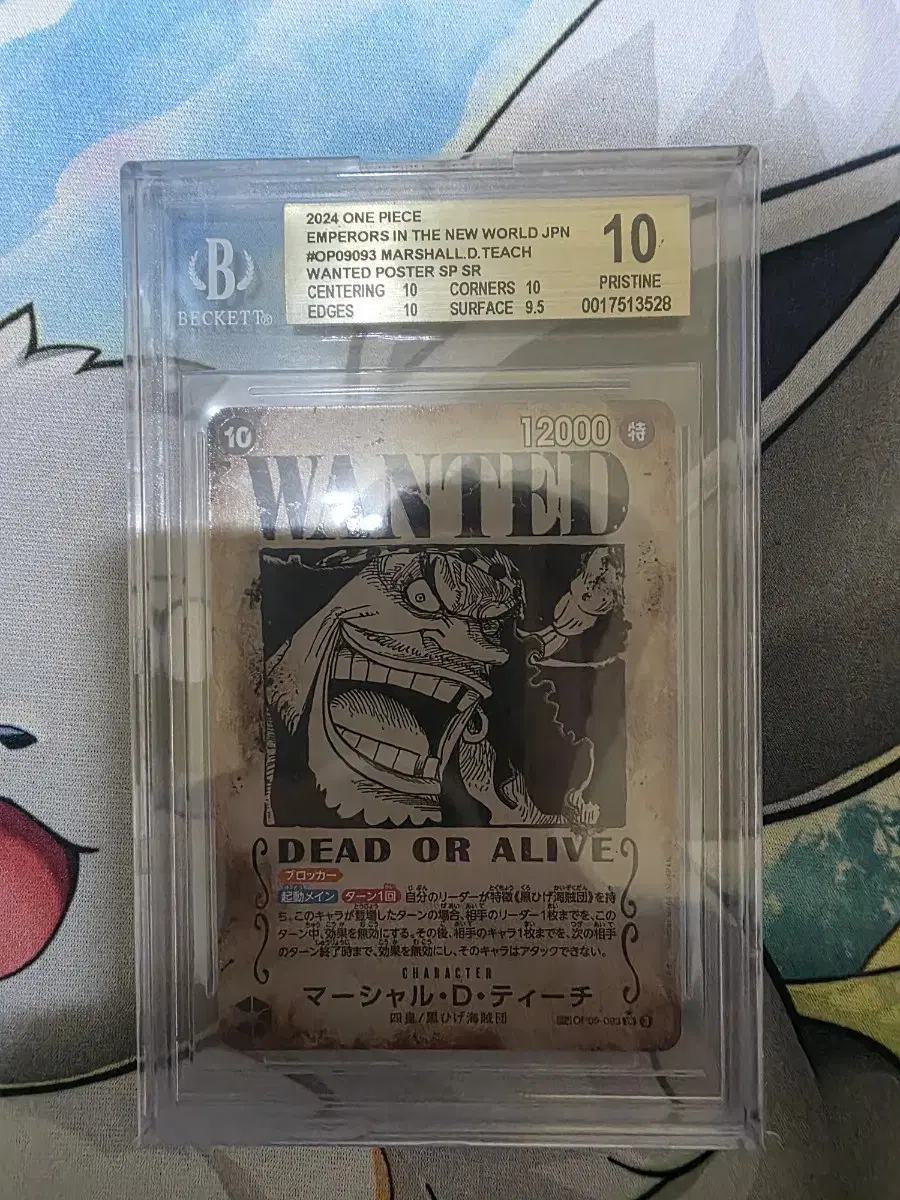 2024 ONE PIECE
EMPERORS IN THE NEW WORLD JPN
#OP09093 MARSHALL.D.TEACH
WANTED POSTER SP SR
CENTERING 10 CORNERS 10
EDGES 10 SURFACE 9.5
10
PRISTINE
0017513528
B
BECKETT®
10
12000 特
WANTED
DEAD OR ALIVE
ブロッカー
起動メイン ターン1回 自分のリーダーが特徴《黒ひげ海賊団》を持
ち、このキャラが登場したターンの場合、相手のリーダー1枚までを、この
ターン中、効果を無効にする。その後、相手のキャラ1枚までを、次の相手
のターン終了時まで、効果を無効にし、そのキャラはアタックできない。
CHARACTER
マーシャル・D・ティーチ
四皇/黒ひげ海賊団
OP09-093